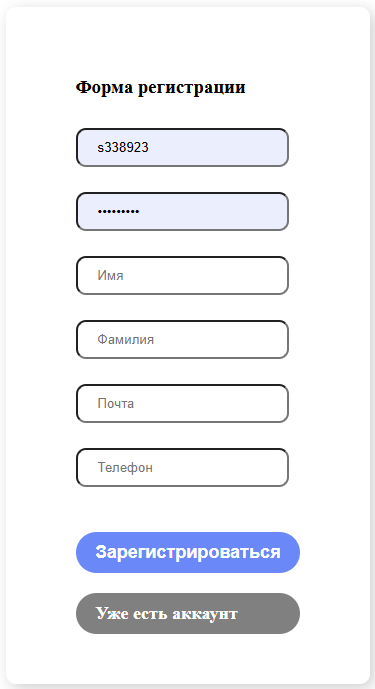 Форма регистрации
s338923
•••••••••
Имя
Фамилия
Почта
Телефон
Зарегистрироваться
Уже есть аккаунт